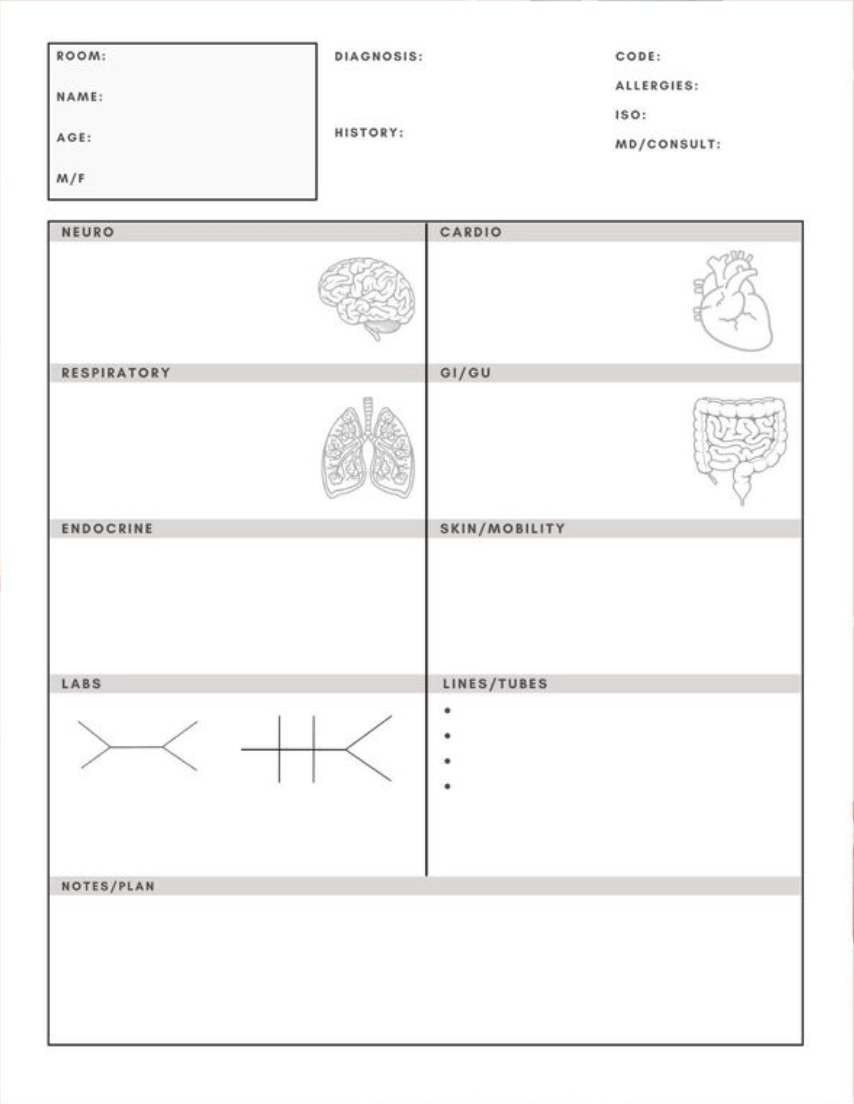 ROOM:
NAME:
AGE:
M/F
DIAGNOSIS:
HISTORY:
CODE:
ALLERGIES:
ISO:
MD/CONSULT:
NEURO
CARDIO
RESPIRATORY
GI/GU
ENDOCRINE
SKIN/MOBILITY
LABS
LINES/TUBES
NOTES/PLAN